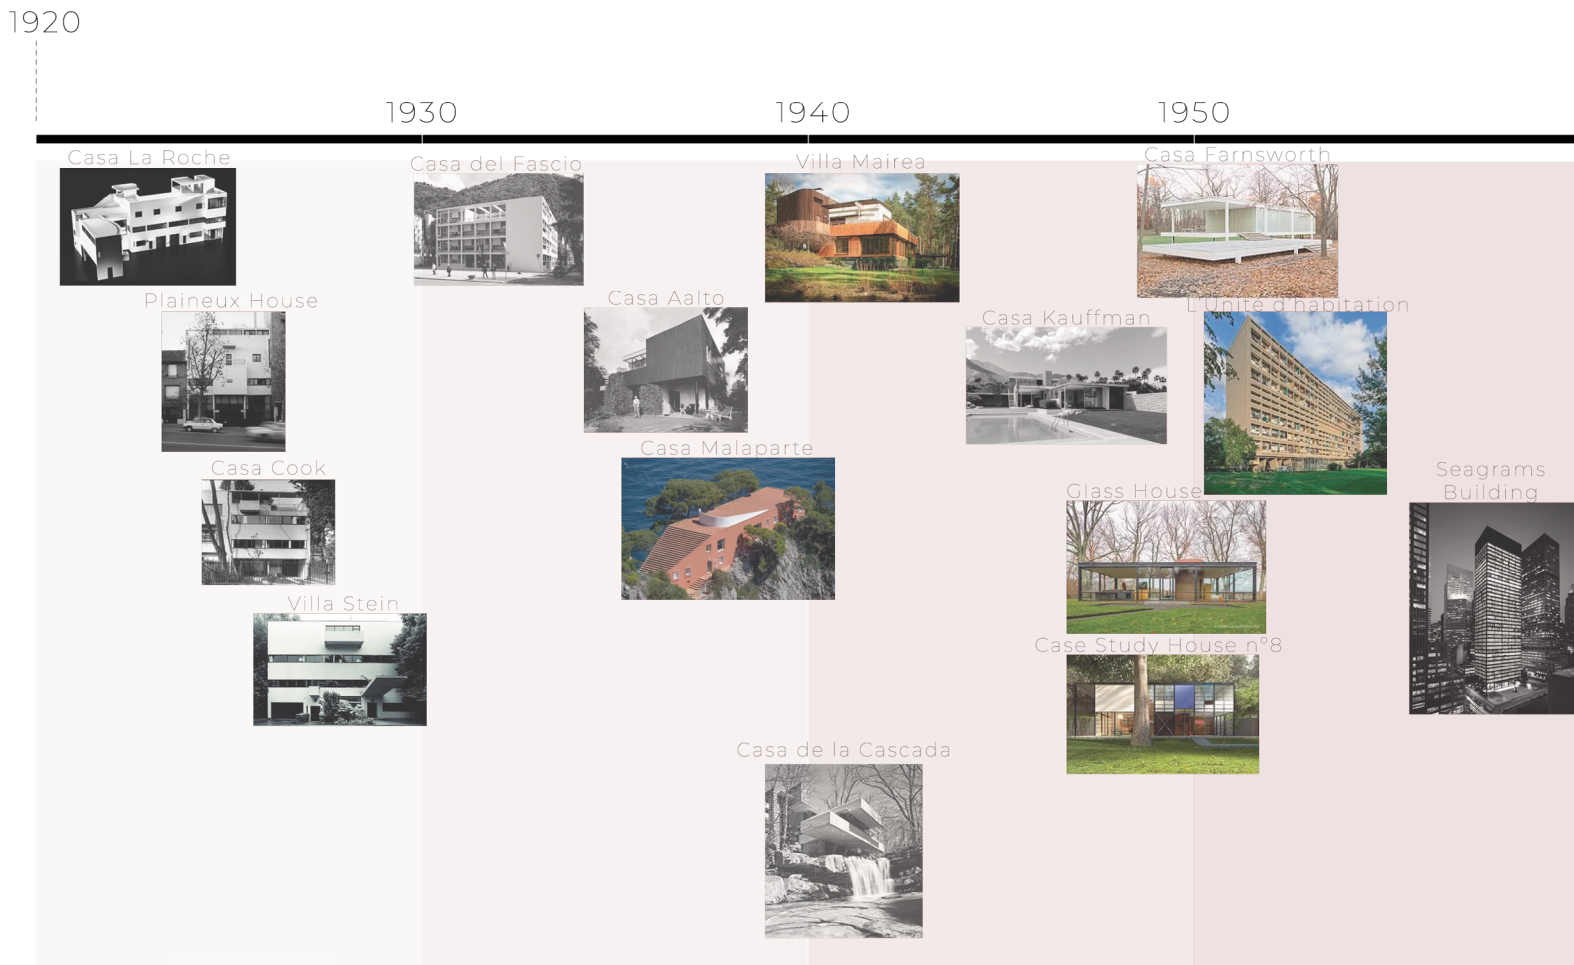 1920
1930
1940
1950
Casa La Roche
Casa del Fascio
Villa Mairea
Casa Farnsworth
Plaineux House
Casa Aalto
Casa Kauffman
L'Unité d'habitation
Casa Cook
Casa Malaparte
Glass House
Seagrams
Building
Villa Stein
Case Study House nº8
Casa de la Cascada